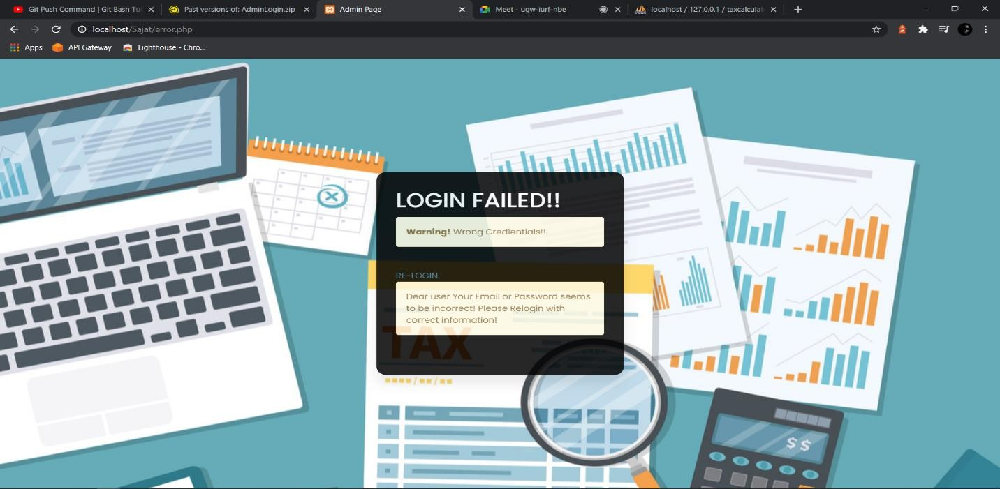 Git Push Command | Git Bash Tu
Past versions of: AdminLogin.zip
Admin Page
Meet - ugw-iurf-nbe
localhost / 127.0.0.1 / taxcalculat
localhost/Sajat/error.php
Apps
API Gateway
Lighthouse - Chro...
LOGIN FAILED!!
Warning! Wrong Credientials!!
RE-LOGIN
Dear user Your Email or Password seems
to be incorrect! Please Relogin with
correct information!
TAX
$ $